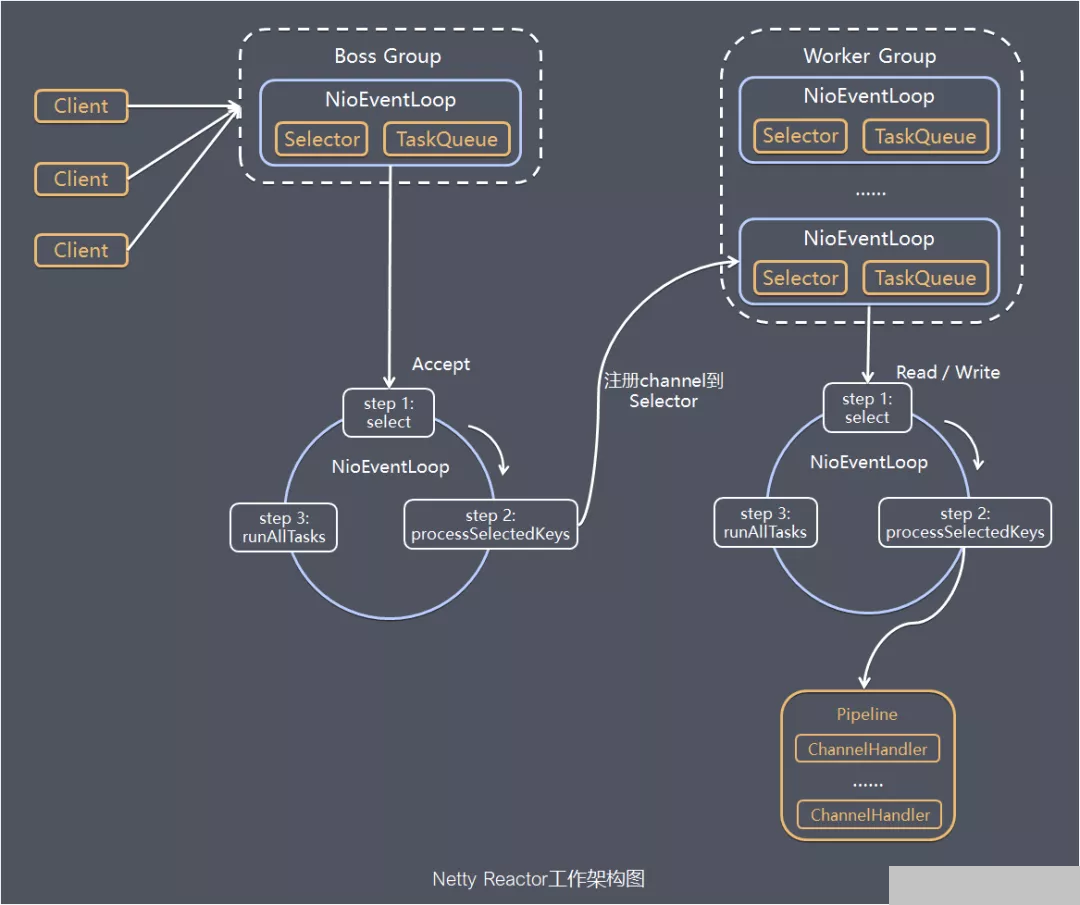 Client
Client
Client
Boss Group
NioEventLoop
Selector
TaskQueue
Accept
step 1:
select
NioEventLoop
step 2:
processSelectedKeys
step 3:
runAllTasks
注册channel到
Selector
Worker Group
NioEventLoop
Selector
TaskQueue
......
NioEventLoop
Selector
TaskQueue
Read / Write
step 1:
select
NioEventLoop
step 2:
processSelectedKeys
step 3:
runAllTasks
Pipeline
ChannelHandler
......
ChannelHandler
Netty Reactor工作架构图